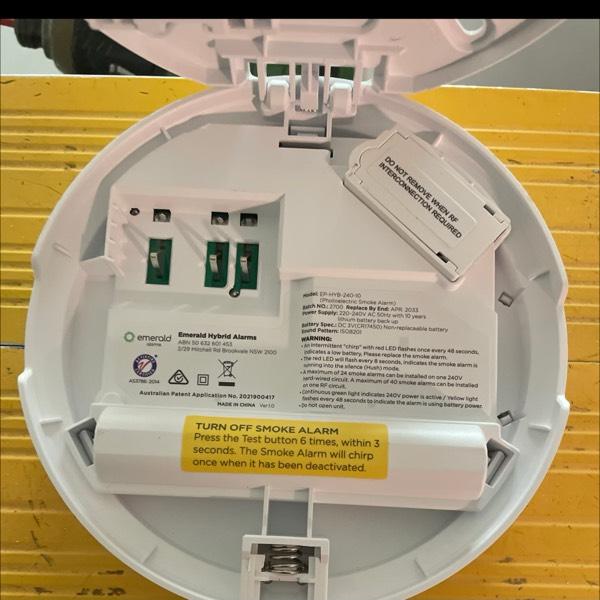 DO NOT REMOVE WHEN RF
INTERCONNECTION REQUIRED
Model: EP-HYB-240-10
(Photoelectric Smoke Alarm)
Batch NO.: 2700 Replace By End: APR. 2033
Power Supply: 220-240V AC 50Hz with 10 years
lithium battery back up
Battery Spec.: DC 3V(CR17450) Non-replaceable battery
Sound Pattern: ISO8201
WARNING:
• An intermittent "chirp" with red LED flashes once every 48 seconds,
indicates a low battery, Please replace the smoke alarm.
• The red LED will flash every 8 seconds, indicates the smoke alarm is
running into the silence (Hush) mode.
• A maximum of 24 smoke alarms can be installed on one 240V
hard-wired circuit. A maximum of 40 smoke alarms can be installed
on one RF circuit.
• Continuous green light indicates 240V power is active / Yellow light
flashes every 48 seconds to indicate the alarm is using battery power.
• Do not open unit.
emerald
alarms
Emerald Hybrid Alarms
ABN 50 632 601 453
2/29 Mitchell Rd Brookvale NSW 2100
AS3786: 2014
Australian Patent Application No. 2021900417
MADE IN CHINA Ver1.0
TURN OFF SMOKE ALARM
Press the Test button 6 times, within 3
seconds. The Smoke Alarm will chirp
once when it has been deactivated.